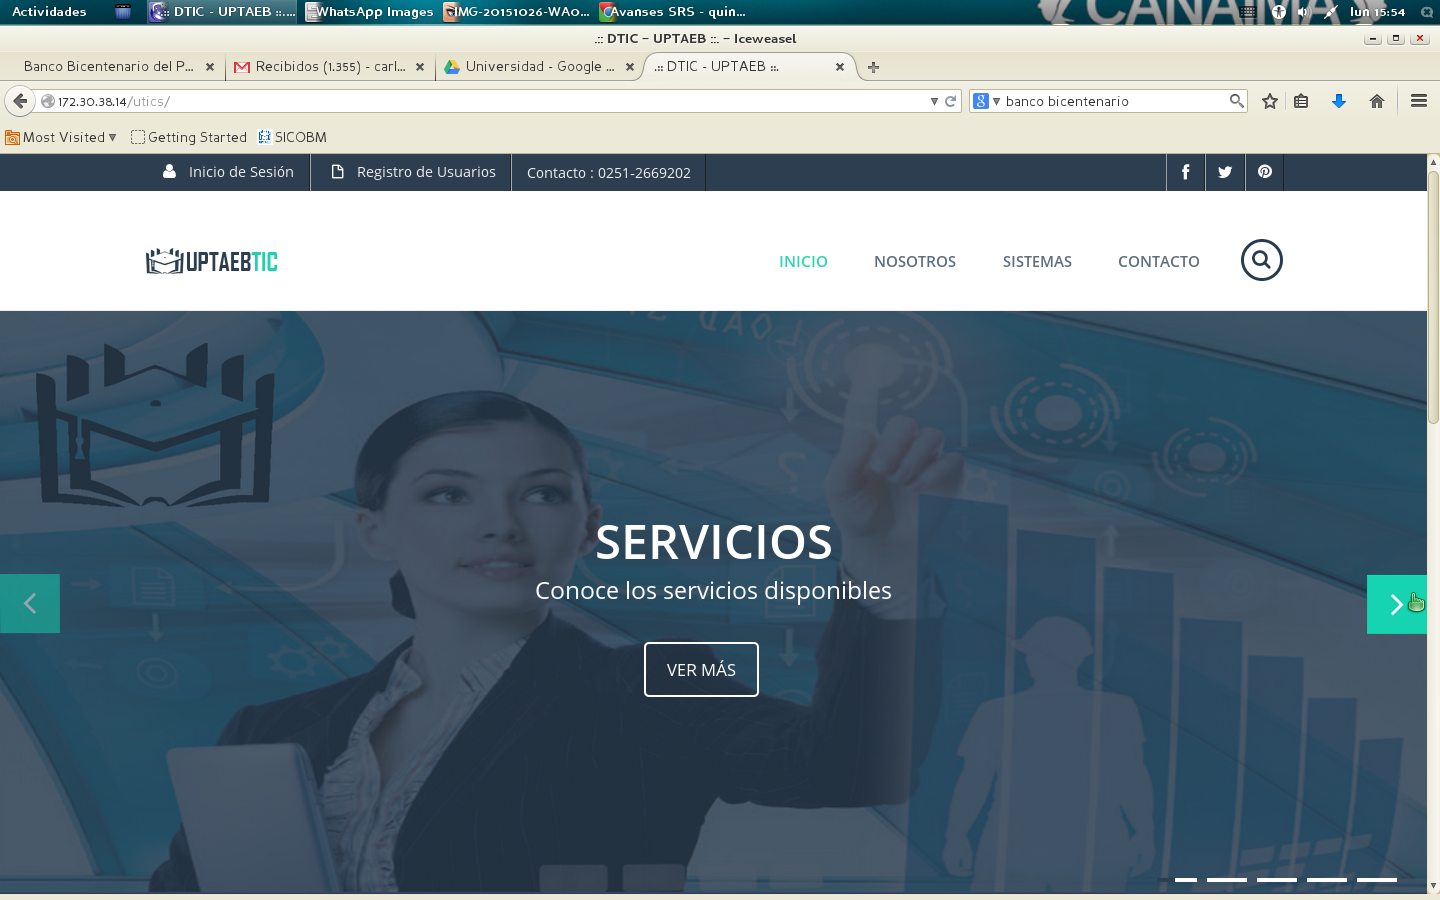 Actividades
.:: DTIC - UPTAEB ::....
WhatsApp Images
IMG-20151026-WA0...
Avanses SRS - quin...
CANAIMA
lun 15:54
.:: DTIC - UPTAEB ::. - Iceweasel
Banco Bicentenario del P...
Recibidos (1.355) - carl...
Universidad - Google ...
.:: DTIC - UPTAEB ::.
172.30.38.14/utics/
banco bicentenario
Most Visited
Getting Started
SICOBM
Inicio de Sesión
Registro de Usuarios
Contacto : 0251-2669202
UPTAEBTIC
INICIO
NOSOTROS
SISTEMAS
CONTACTO
SERVICIOS
Conoce los servicios disponibles
VER MÁS